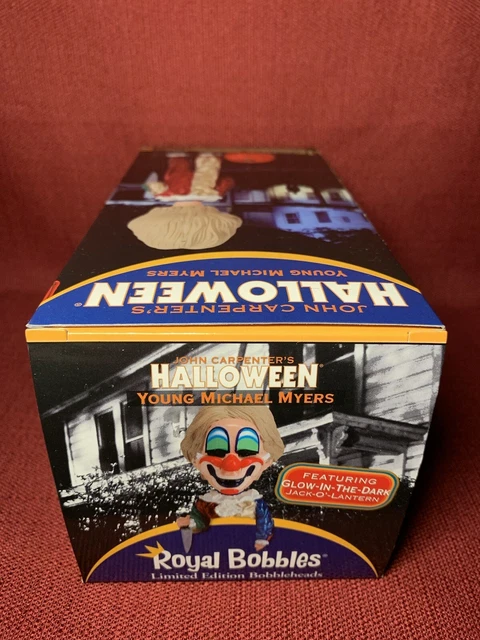 YOUNG MICHAEL MYERS
HALLOWEEN®
JOHN CARPENTER'S
JOHN CARPENTER'S
HALLOWEEN®
YOUNG MICHAEL MYERS
FEATURING
GLOW-IN-THE-DARK
JACK-O'-LANTERN
Royal Bobbles®
Limited Edition Bobbleheads